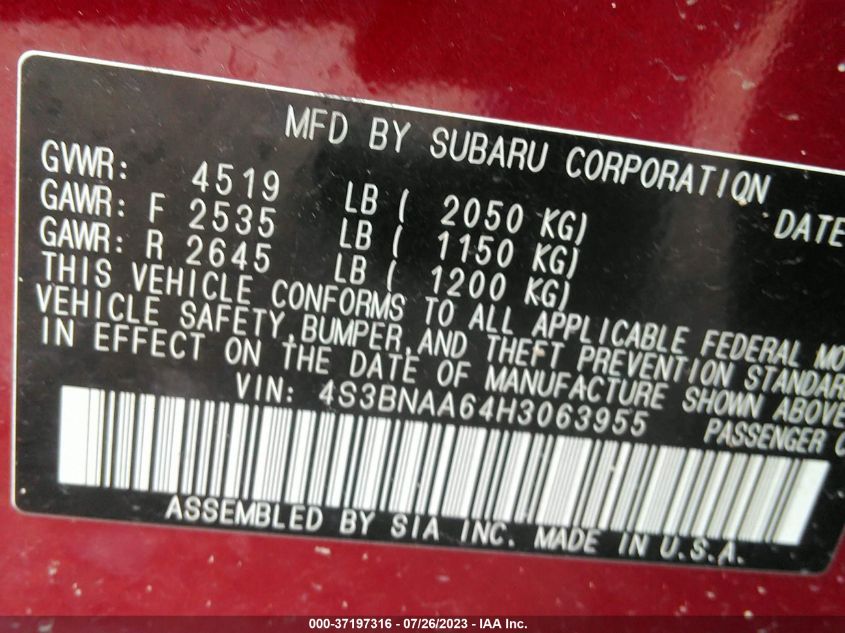 MFD BY SUBARU CORPORATION
GVWR: 4519 LB ( 2050 KG) DATE
GAWR: F 2535 LB ( 1150 KG)
GAWR: R 2645 LB ( 1200 KG)
THIS VEHICLE CONFORMS TO ALL APPLICABLE FEDERAL
VEHICLE SAFETY, BUMPER, AND THEFT PREVENTION
IN EFFECT ON THE DATE OF MANUFACTURE SHOWN ABOVE
VIN: 4S3BNAA64H3063955 PASSENGER
ASSEMBLED BY SIA INC. MADE IN U.S.A.
000-37197316 - 07/26/2023 - IAA Inc.